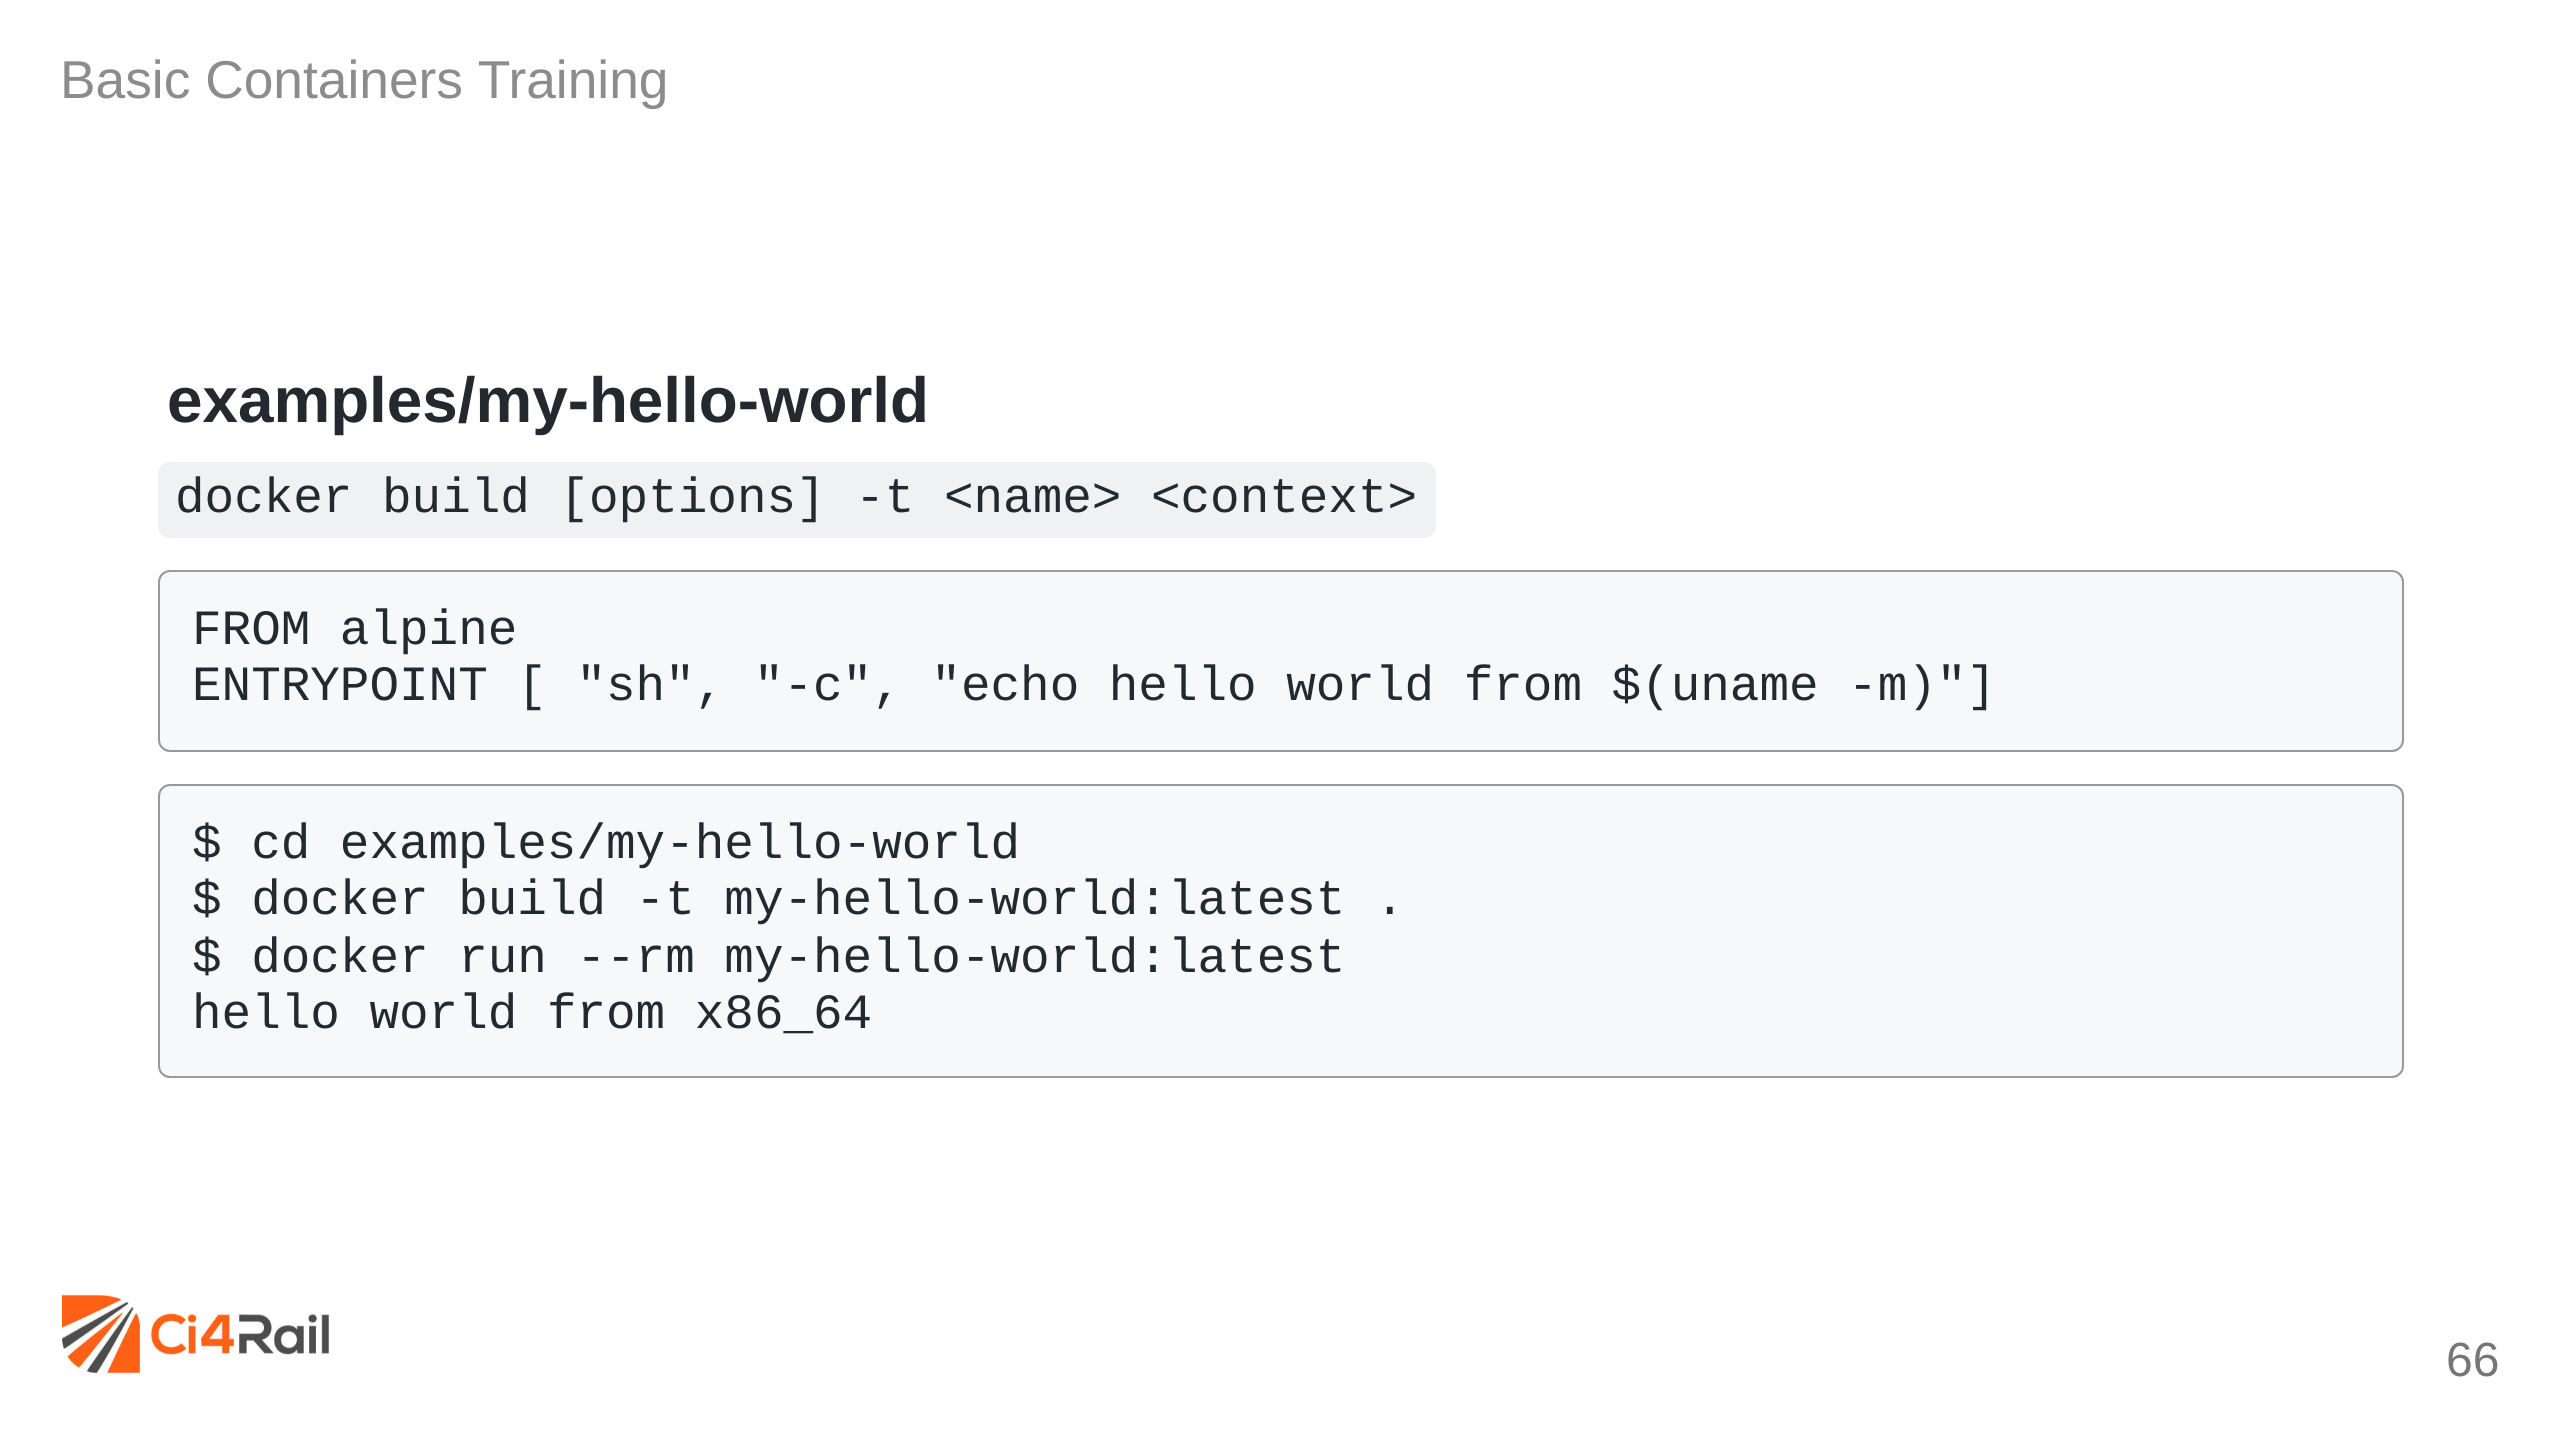 Basic Containers Training
examples/my-hello-world
docker build [options] -t <name> <context>
FROM alpine
ENTRYPOINT [ "sh", "-c", "echo hello world from $(uname -m)"]
$ cd examples/my-hello-world
$ docker build -t my-hello-world:latest .
$ docker run --rm my-hello-world:latest
hello world from x86_64
Ci4Rail
66